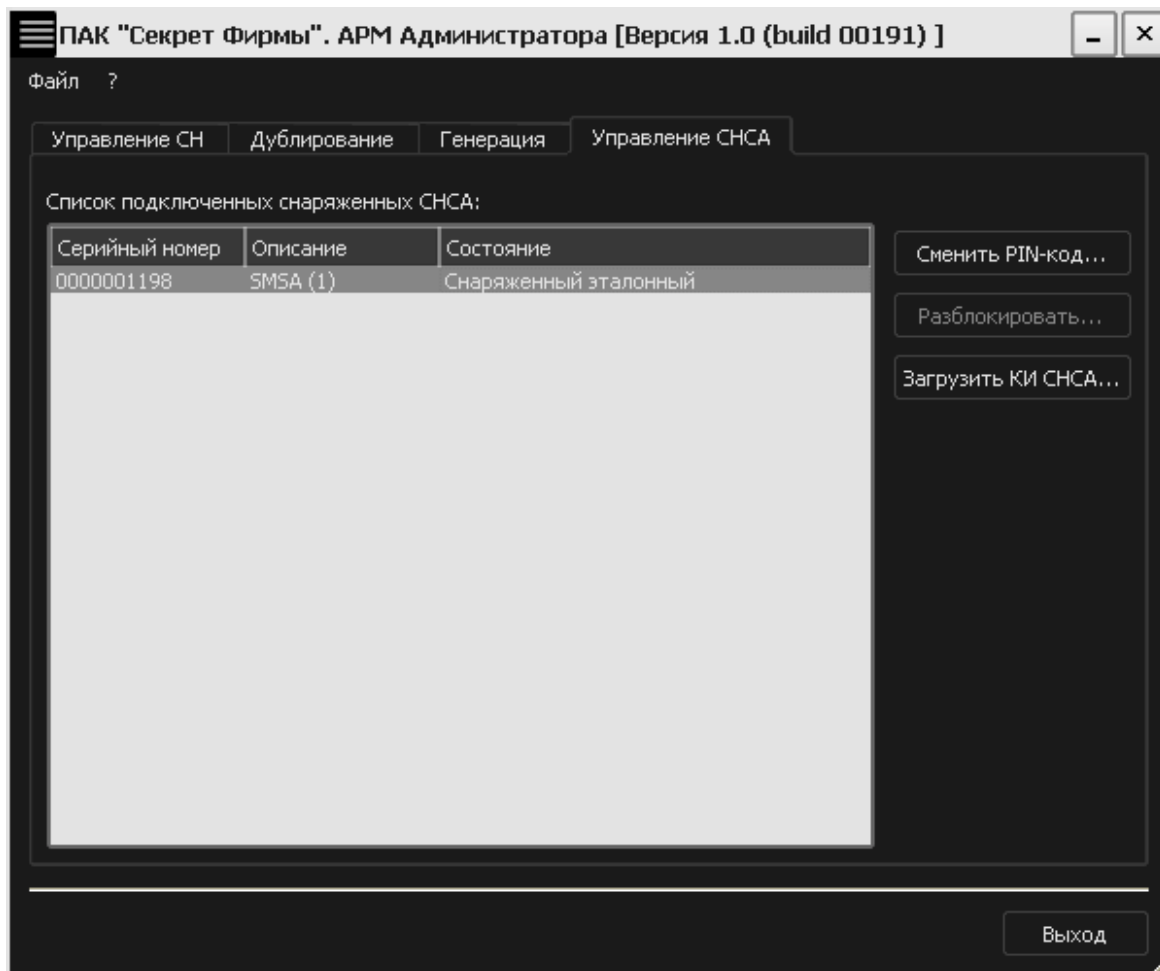 ПАК "Секрет Фирмы". АРМ Администратора [Версия 1.0 (build 00191) ]
Файл ?
Управление СН Дублирование Генерация Управление СНСА
Список подключенных снаряженных СНСА:
Серийный номер Описание Состояние
0000001198 SMSA (1) Снаряженный эталонный
Сменить PIN-код...
Разблокировать...
Загрузить КИ СНСА...
Выход